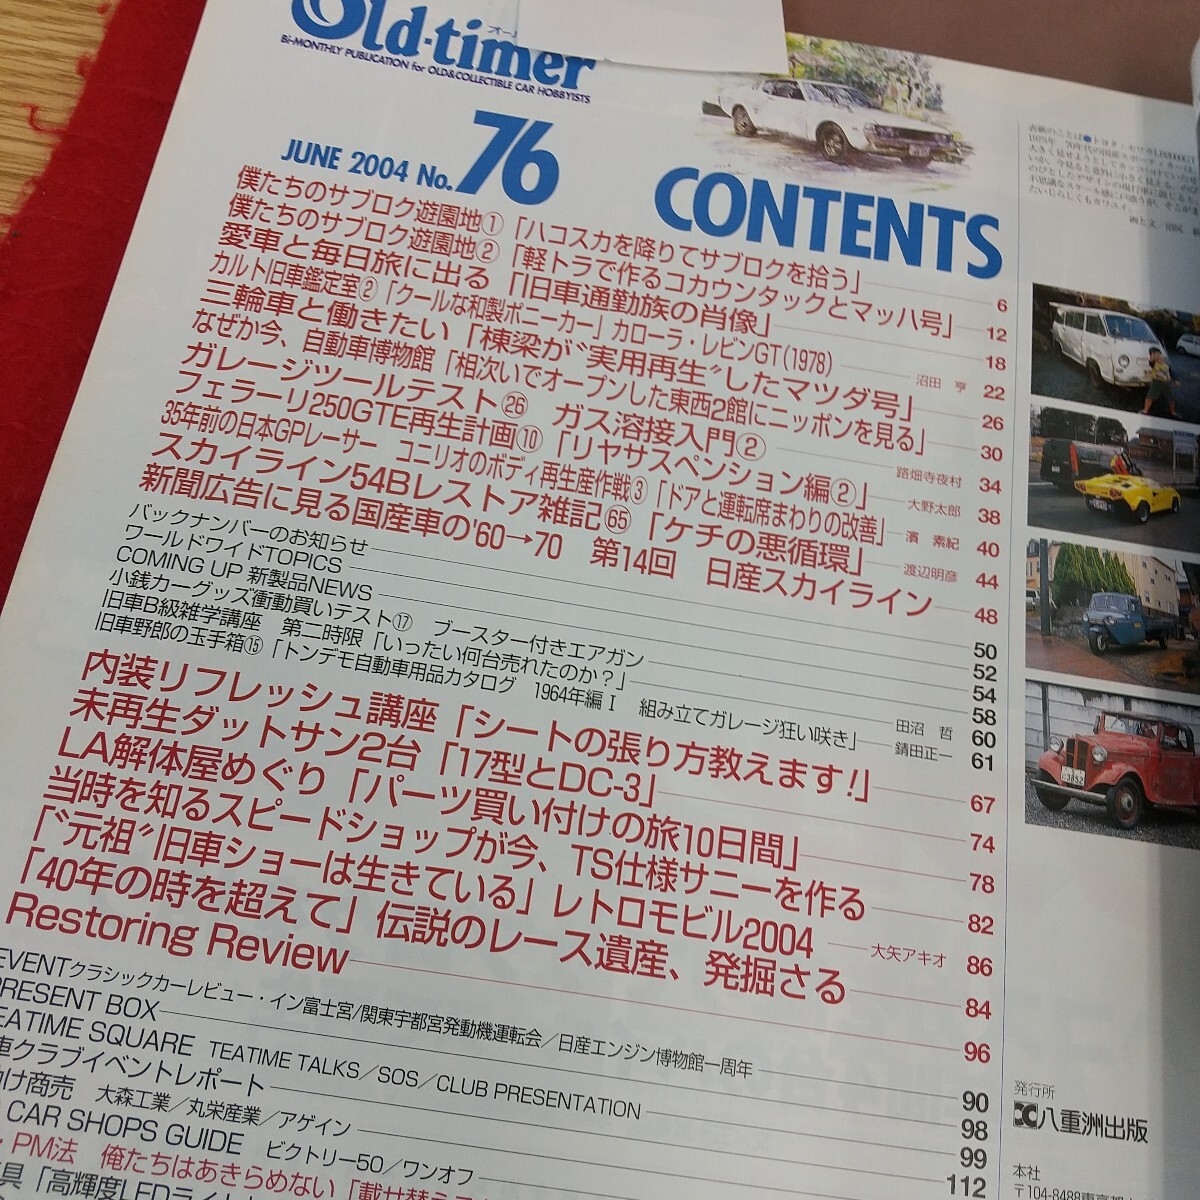 Old-timer
Bi-MONTHLY PUBLICATION for OLD&COLLECTIBLE CAR HOBBYISTS
JUNE 2004 No.76
CONTENTS
僕たちのサブロク遊園地①「ハコスカを降りてサブロクを拾う」 6
僕たちのサブロク遊園地②「軽トラで作るコカウンタックとマッハ号」 12
愛車と毎日旅に出る「旧車通勤族の肖像」 18
カルト旧車鑑定室②「クールな和製ポニーカー」カローラ・レビンGT(1978) 沼田 亨 22
三輪車と働きたい「棟梁が“実用再生”したマツダ号」 26
なぜか今、自動車博物館「相次いでオープンした東西2館にニッポンを見る」 30
ガレージツールテスト㉖ ガス溶接入門② 路畑寺夜村 34
フェラーリ250GTE再生計画⑩「リヤサスペンション編②」 大野太郎 38
35年前の日本GPレーサー コニリオのボディ再生産作戦③「ドアと運転席まわりの改善」 濱 素紀 40
スカイライン54Bレストア雑記65「ケチの悪循環」 渡辺明彦 44
新聞広告に見る国産車の'60→70 第14回 日産スカイライン 48
バックナンバーのお知らせ 50
ワールドワイドTOPICS 52
COMING UP 新製品NEWS 54
小銭カーグッズ衝動買いテスト⑰ ブースター付きエアガン 58
旧車B級雑学講座 第二時限「いったい何台売れたのか?」 田沼 哲 60
旧車野郎の玉手箱⑮「トンデモ自動車用品カタログ 1964年編Ⅰ 組み立てガレージ狂い咲き」 錆田正一 61
内装リフレッシュ講座「シートの張り方教えます!」 67
未再生ダットサン2台「17型とDC-3」 74
LA解体屋めぐり「パーツ買い付けの旅10日間」 78
当時を知るスピードショップが今、TS仕様サニーを作る 82
「“元祖”旧車ショーは生きている」レトロモビル2004 大矢アキオ 86
「40年の時を超えて」伝説のレース遺産、発掘さる 84
Restoring Review 96
EVENTクラシックカーレビュー・イン富士宮/関東宇都宮発動機運転会/日産エンジン博物館一周年 90
PRESENT BOX 98
TEATIME SQUARE TEATIME TALKS/SOS/CLUB PRESENTATION 99
車クラブイベントレポート 112
け商売 大森工業/丸栄産業/アゲイン
CAR SHOPS GUIDE ビクトリー50/ワンオフ
・PM法 俺たちはあきらめない「載せ替え
具「高輝度LEDライト
発行所
八重洲出版
本社
〒104-8488東京都